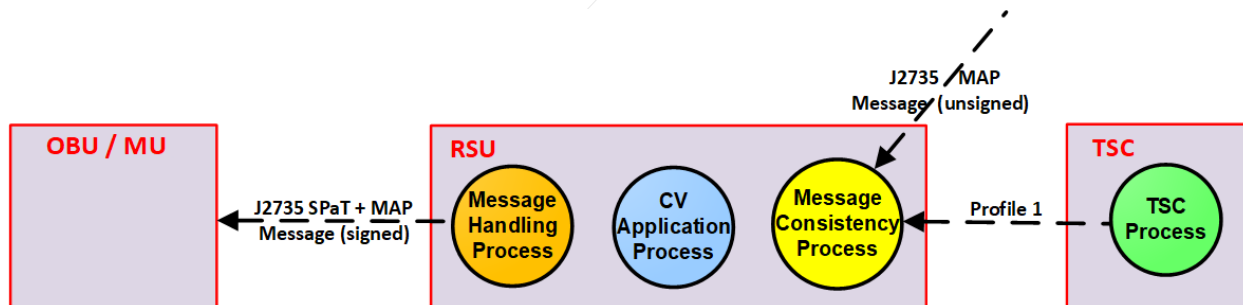 J2735 MAP
Message (unsigned)
OBU / MU
RSU
TSC
J2735 SPaT + MAP
Message (signed)
Message
Handling
Process
CV
Application
Process
Message
Consistency
Process
Profile 1
TSC
Process